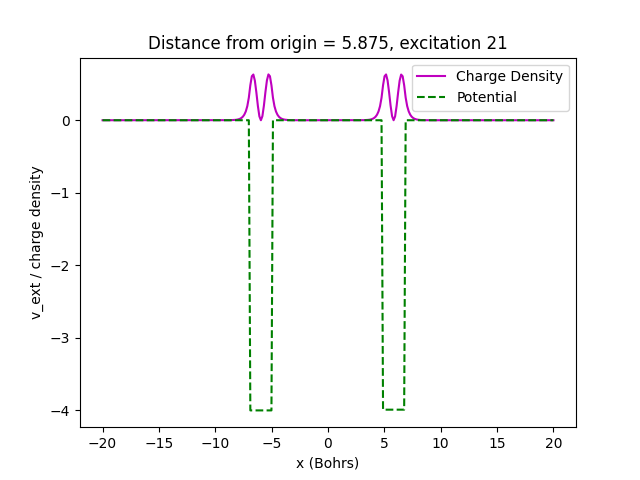 Distance from origin = 5.875, excitation 21
Charge Density
Potential
v_ext / charge density
0
−1
−2
−3
−4
−20
−15
−10
−5
0
5
10
15
20
x (Bohrs)